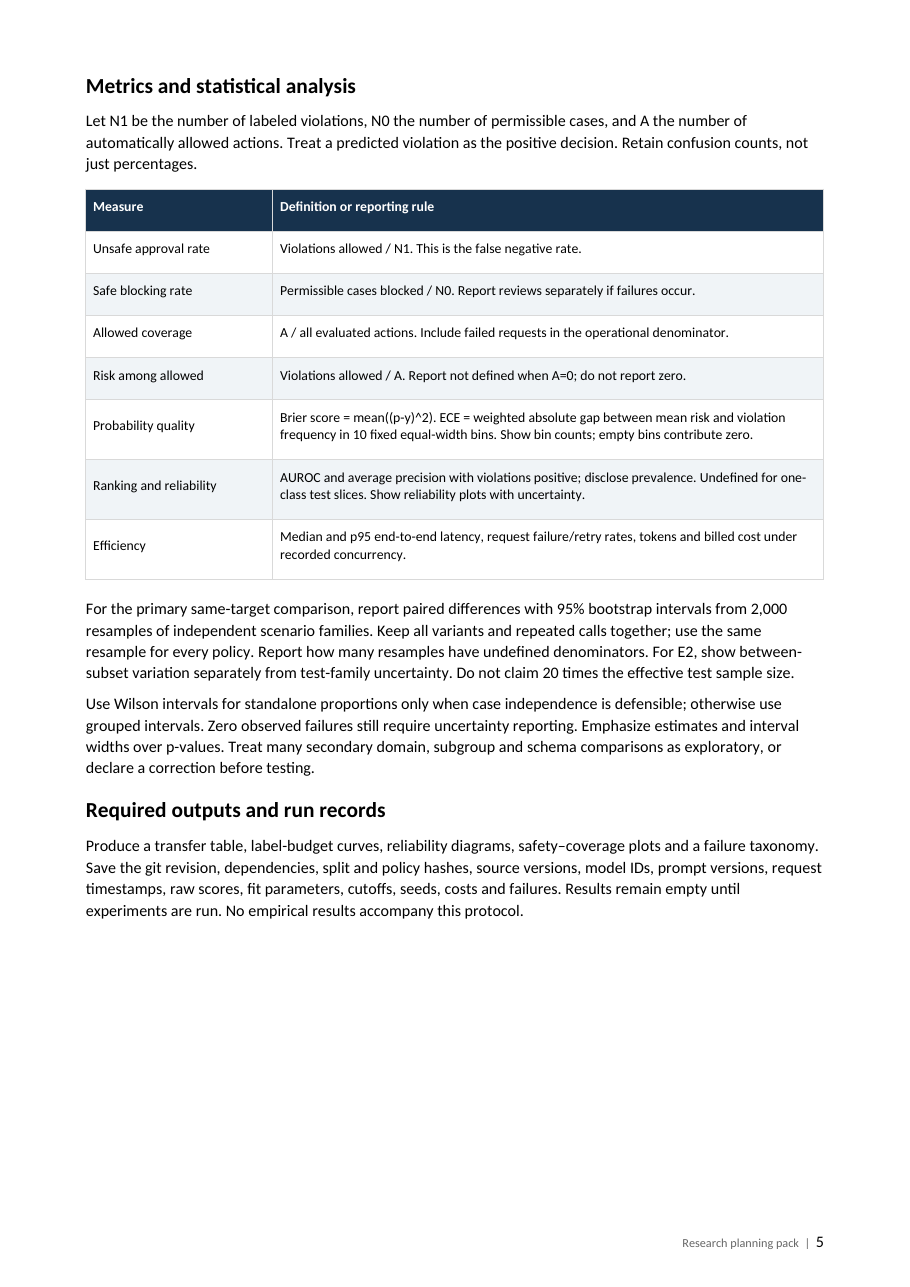 Metrics and statistical analysis
Let N1 be the number of labeled violations, N0 the number of permissible cases, and A the number of
automatically allowed actions. Treat a predicted violation as the positive decision. Retain confusion counts, not
just percentages.
Measure
Definition or reporting rule
Unsafe approval rate
Violations allowed / N1. This is the false negative rate.
Safe blocking rate
Permissible cases blocked / N0. Report reviews separately if failures occur.
Allowed coverage
A / all evaluated actions. Include failed requests in the operational denominator.
Risk among allowed
Violations allowed / A. Report not defined when A=0; do not report zero.
Probability quality
Brier score = mean((p-y)^2). ECE = weighted absolute gap between mean risk and violation
frequency in 10 fixed equal-width bins. Show bin counts; empty bins contribute zero.
Ranking and reliability
AUROC and average precision with violations positive; disclose prevalence. Undefined for one-
class test slices. Show reliability plots with uncertainty.
Efficiency
Median and p95 end-to-end latency, request failure/retry rates, tokens and billed cost under
recorded concurrency.
For the primary same-target comparison, report paired differences with 95% bootstrap intervals from 2,000
resamples of independent scenario families. Keep all variants and repeated calls together; use the same
resample for every policy. Report how many resamples have undefined denominators. For E2, show between-
subset variation separately from test-family uncertainty. Do not claim 20 times the effective test sample size.
Use Wilson intervals for standalone proportions only when case independence is defensible; otherwise use
grouped intervals. Zero observed failures still require uncertainty reporting. Emphasize estimates and interval
widths over p-values. Treat many secondary domain, subgroup and schema comparisons as exploratory, or
declare a correction before testing.
Required outputs and run records
Produce a transfer table, label-budget curves, reliability diagrams, safety–coverage plots and a failure taxonomy.
Save the git revision, dependencies, split and policy hashes, source versions, model IDs, prompt versions, request
timestamps, raw scores, fit parameters, cutoffs, seeds, costs and failures. Results remain empty until
experiments are run. No empirical results accompany this protocol.
Research planning pack | 5